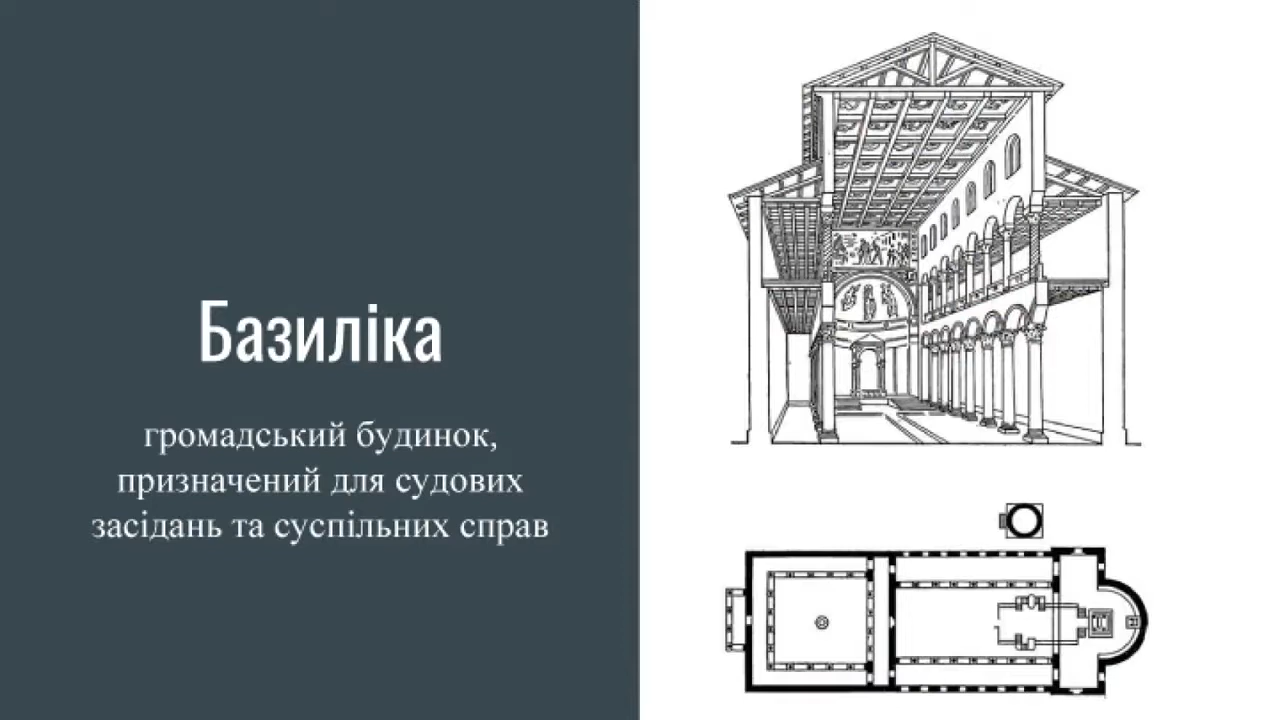 Базиліка
громадський будинок,
призначений для судових
засідань та суспільних справ